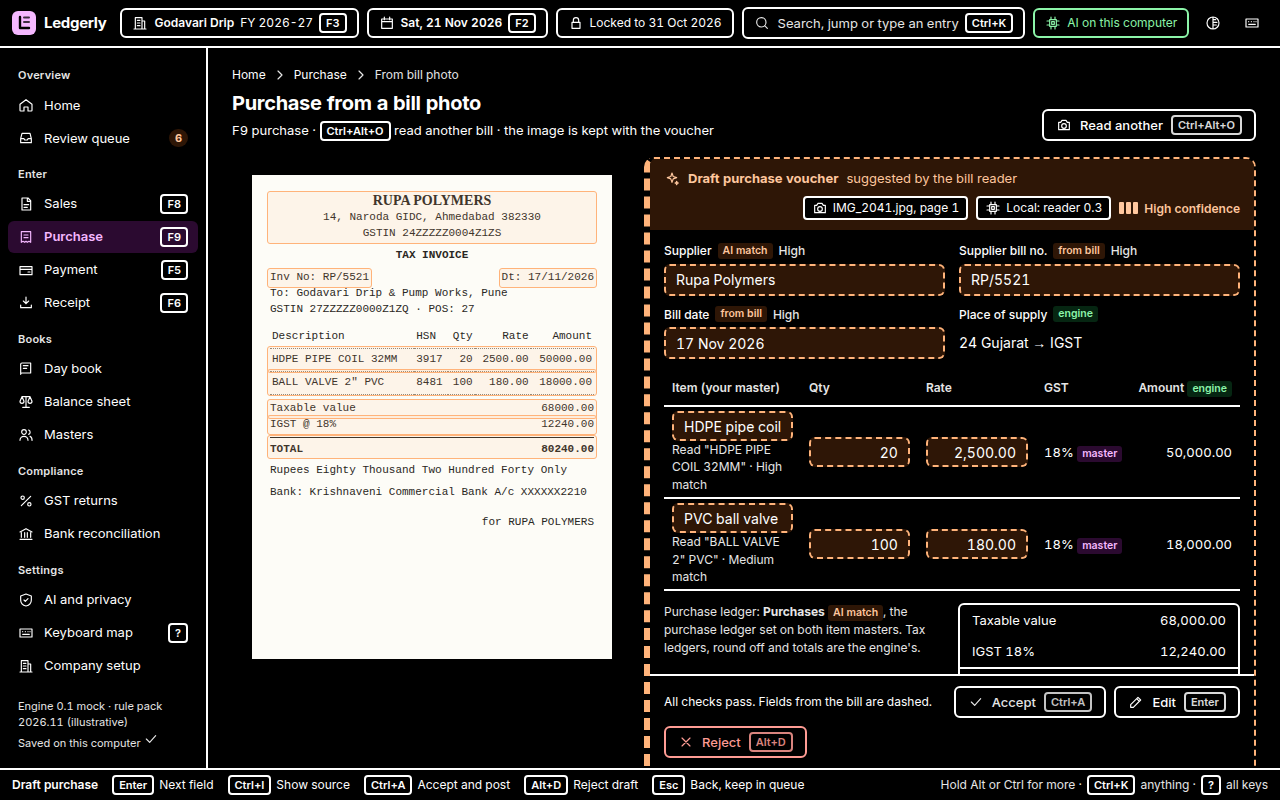 Ledgerly
Godavari Drip FY 2026-27 F3
Sat, 21 Nov 2026 F2
Locked to 31 Oct 2026
Search, jump or type an entry Ctrl+K
AI on this computer
Overview
Home
Review queue 6
Enter
Sales F8
Purchase F9
Payment F5
Receipt F6
Books
Day book
Balance sheet
Masters
Compliance
GST returns
Bank reconciliation
Settings
AI and privacy
Keyboard map ?
Company setup
Engine 0.1 mock · rule pack
2026.11 (illustrative)
Saved on this computer
Home > Purchase > From bill photo
Purchase from a bill photo
F9 purchase · Ctrl+Alt+O read another bill · the image is kept with the voucher
Read another Ctrl+Alt+O
RUPA POLYMERS
14, Naroda GIDC, Ahmedabad 382330
GSTIN 24ZZZZZ0004Z1ZS
TAX INVOICE
Inv No: RP/5521 Dt: 17/11/2026
To: Godavari Drip & Pump Works, Pune
GSTIN 27ZZZZZ0000Z1ZQ · POS: 27
Description HSN Qty Rate Amount
HDPE PIPE COIL 32MM 3917 20 2500.00 50000.00
BALL VALVE 2" PVC 8481 100 180.00 18000.00
Taxable value 68000.00
IGST @ 18% 12240.00
TOTAL 80240.00
Rupees Eighty Thousand Two Hundred Forty Only
Bank: Krishnaveni Commercial Bank A/c XXXXXX2210
for RUPA POLYMERS
Draft purchase voucher suggested by the bill reader
IMG_2041.jpg, page 1
Local: reader 0.3
High confidence
Supplier AI match High
Rupa Polymers
Supplier bill no. from bill High
RP/5521
Bill date from bill High
17 Nov 2026
Place of supply engine
24 Gujarat → IGST
Item (your master) Qty Rate GST Amount engine
HDPE pipe coil 20 2,500.00 18% master 50,000.00
Read "HDPE PIPE
COIL 32MM" · High
match
PVC ball valve 100 180.00 18% master 18,000.00
Read "BALL VALVE
2" PVC" · Medium
match
Purchase ledger: Purchases AI match, the
purchase ledger set on both item masters. Tax
ledgers, round off and totals are the engine's.
Taxable value 68,000.00
IGST 18% 12,240.00
All checks pass. Fields from the bill are dashed.
Accept Ctrl+A
Edit Enter
Reject Alt+D
Draft purchase Enter Next field Ctrl+I Show source Ctrl+A Accept and post Alt+D Reject draft Esc Back, keep in queue
Hold Alt or Ctrl for more · Ctrl+K anything · ? all keys